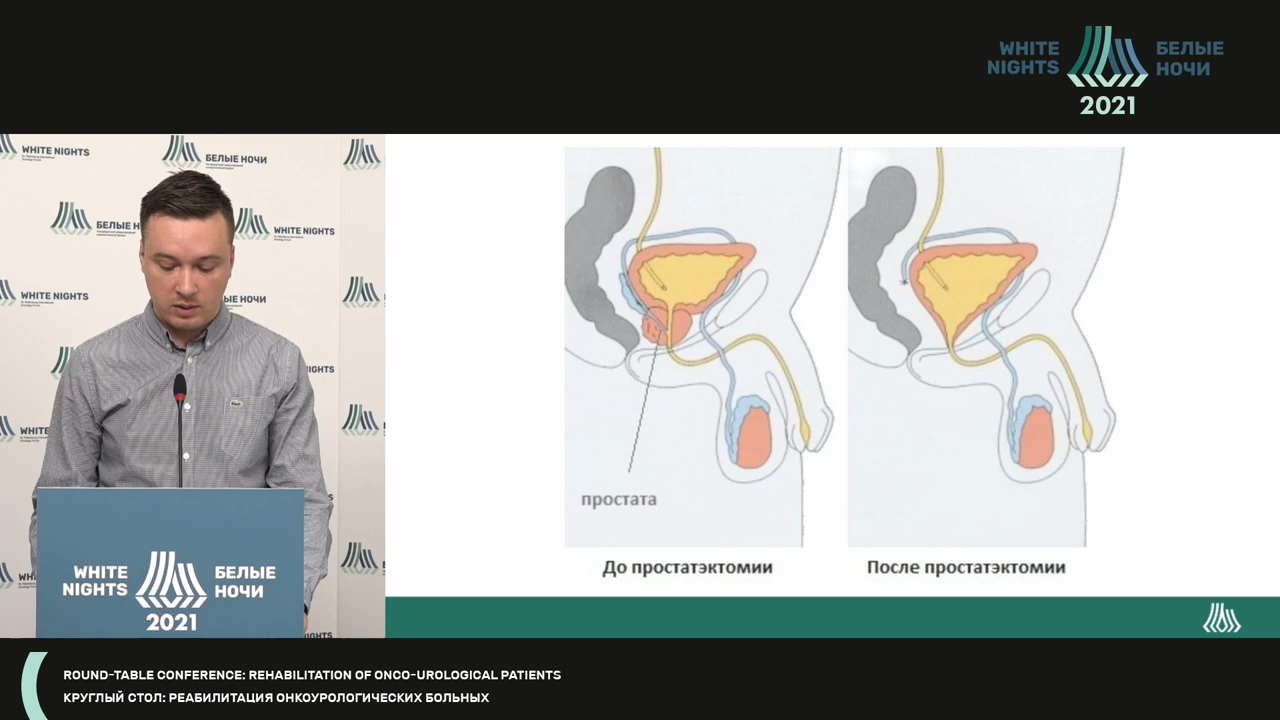 WHITE
NIGHTS
БЕЛЫЕ
НОЧИ
2021
WHITE NIGHTS
БЕЛЫЕ НОЧИ
WHITE NIGHTS
WHITE NIGHTS
БЕЛЫЕ НОЧИ
WHITE NIGHTS
WHITE
NIGHTS
БЕЛЫЕ
НОЧИ
2021
простата
До простатэктомии
После простатэктомии
ROUND-TABLE CONFERENCE: REHABILITATION OF ONCO-UROLOGICAL PATIENTS
КРУГЛЫЙ СТОЛ: РЕАБИЛИТАЦИЯ ОНКОУРОЛОГИЧЕСКИХ БОЛЬНЫХ